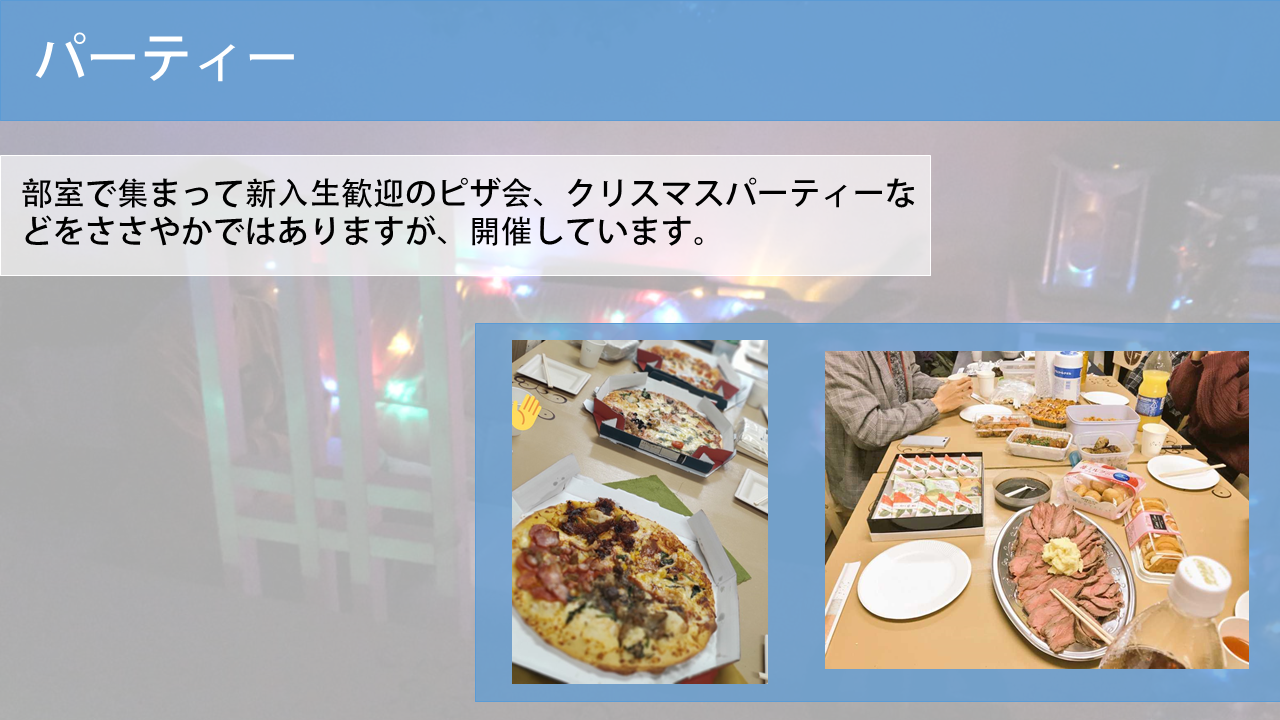 パーティー
部室で集まって新入生歓迎のピザ会、クリスマスパーティーな
どをささやかではありますが、開催しています。